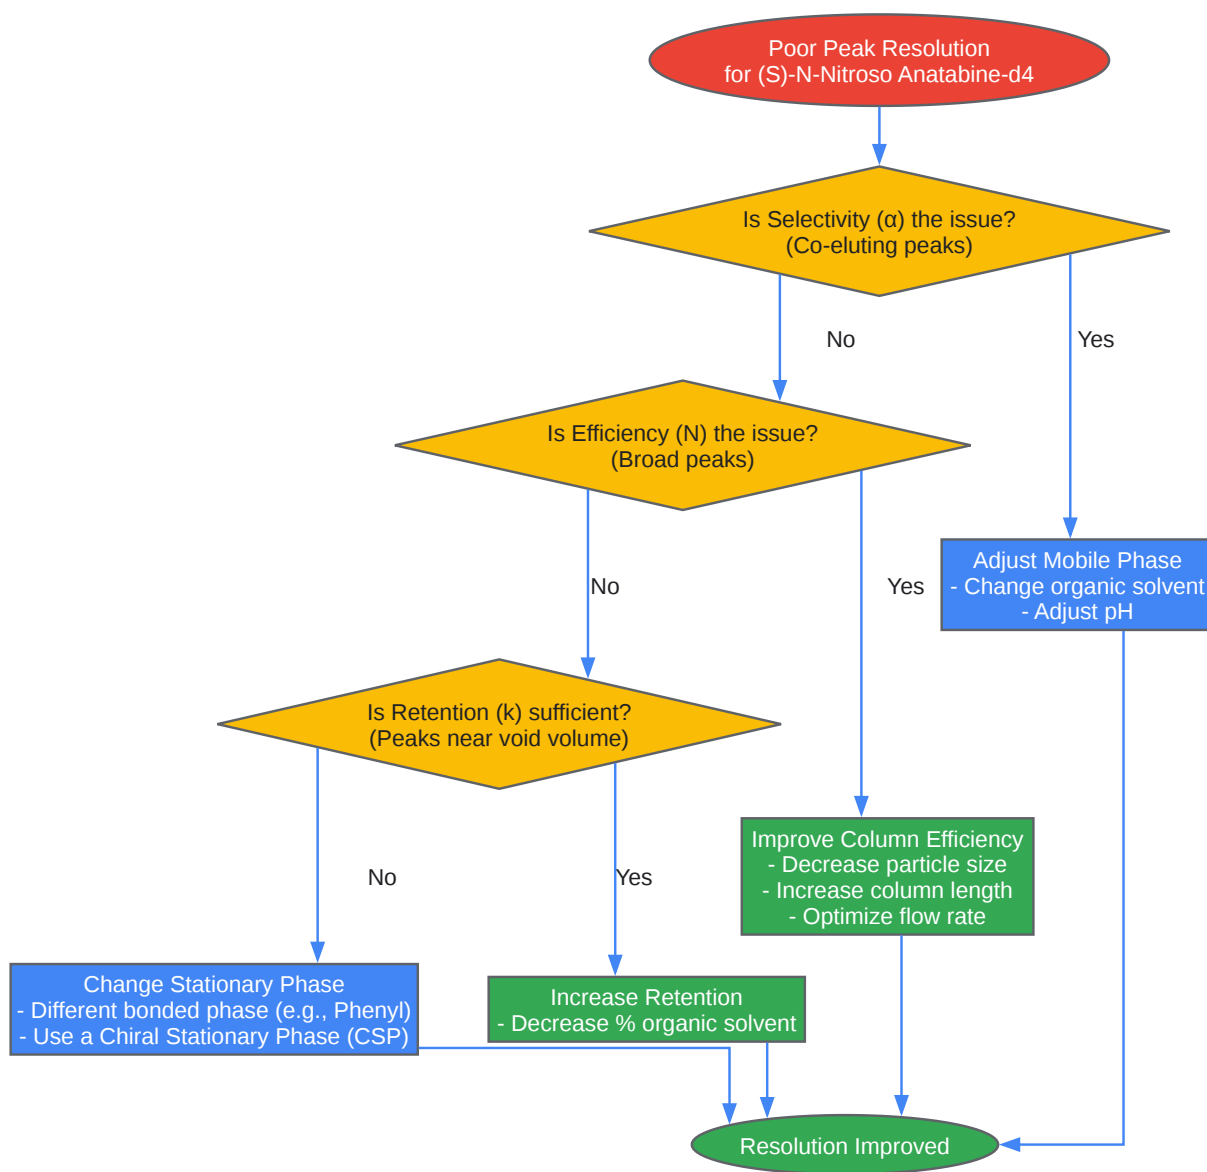 Poor Peak Resolution
for (S)-N-Nitroso Anatabine-d4
Is Selectivity (α) the issue?
(Co-eluting peaks)
No
Yes
Is Efficiency (N) the issue?
(Broad peaks)
No
Yes
Adjust Mobile Phase
- Change organic solvent
- Adjust pH
Is Retention (k) sufficient?
(Peaks near void volume)
No
Yes
Improve Column Efficiency
- Decrease particle size
- Increase column length
- Optimize flow rate
Change Stationary Phase
- Different bonded phase (e.g., Phenyl)
- Use a Chiral Stationary Phase (CSP)
Increase Retention
- Decrease % organic solvent
Resolution Improved